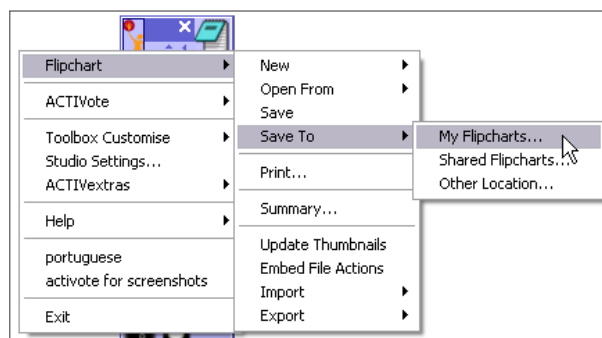 Flipchart
ACTIVote
Toolbox Customise
Studio Settings...
ACTIVextras
Help
portuguese
activote for screenshots
Exit
New
Open From
Save
Save To
Print...
Summary...
Update Thumbnails
Embed File Actions
Import
Export
My Flipcharts...
Shared Flipcharts...
Other Location...